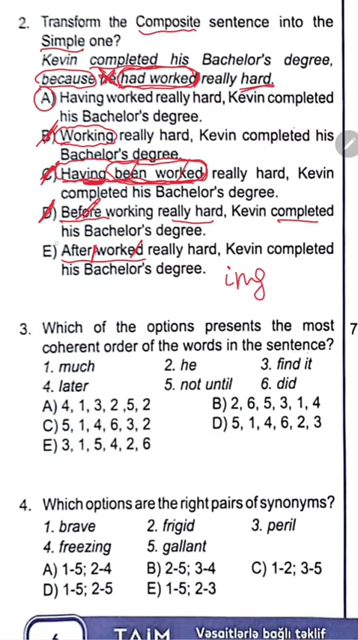 2. Transform the Composite sentence into the
Simple one?
Kevin completed his Bachelor's degree,
because he had worked really hard.
A) Having worked really hard, Kevin completed
his Bachelor's degree.
B) Working really hard, Kevin completed his
Bachelor's degree.
C) Having been worked really hard, Kevin
completed his Bachelor's degree.
D) Before working really hard, Kevin completed
his Bachelor's degree.
E) After worked really hard, Kevin completed
his Bachelor's degree.
ing
3. Which of the options presents the most
coherent order of the words in the sentence?
1. much 2. he 3. find it
4. later 5. not until 6. did
A) 4, 1, 3, 2 ,5, 2 B) 2, 6, 5, 3, 1, 4
C) 5, 1, 4, 6, 3, 2 D) 5, 1, 4, 6, 2, 3
E) 3, 1, 5, 4, 2, 6
7
4. Which options are the right pairs of synonyms?
1. brave 2. frigid 3. peril
4. freezing 5. gallant
A) 1-5; 2-4 B) 2-5; 3-4 C) 1-2; 3-5
D) 1-5; 2-5 E) 1-5; 2-3
6 TAİM Vəsaitlərlə bağlı təklif